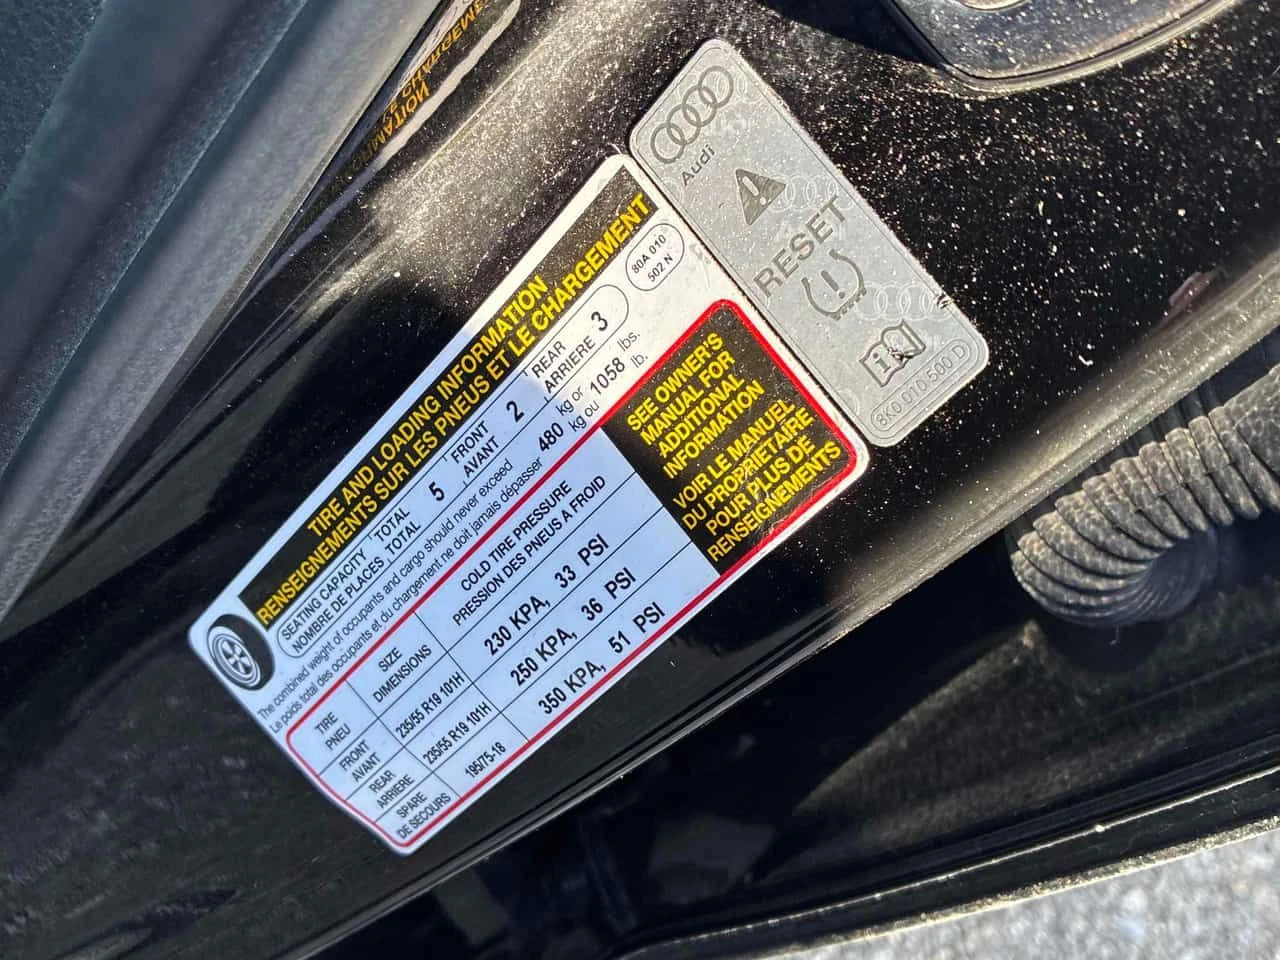 TIRE AND LOADING INFORMATION
RENSEIGNEMENTS SUR LES PNEUS ET LE CHARGEMENT
80A 010
502 N
SEATING CAPACITY TOTAL 5 FRONT 2 REAR 3
NOMBRE DE PLACES TOTAL AVANT ARRIERE
The combined weight of occupants and cargo should never exceed 480 kg or 1058 lbs.
Le poids total des occupants et du chargement ne doit jamais dépasser kg ou lb.
TIRE SIZE COLD TIRE PRESSURE
PNEU DIMENSIONS PRESSION DES PNEUS A FROID
FRONT
AVANT 235/55 R19 101H 230 KPA, 33 PSI
REAR
ARRIERE 235/55 R19 101H 250 KPA, 36 PSI
SPARE
DE SECOURS 195/75-18 350 KPA, 51 PSI
SEE OWNER'S
MANUAL FOR
ADDITIONAL
INFORMATION
VOIR LE MANUEL
DU PROPRIETAIRE
POUR PLUS DE
RENSEIGNEMENTS
Audi
RESET
8K0 010 500 D